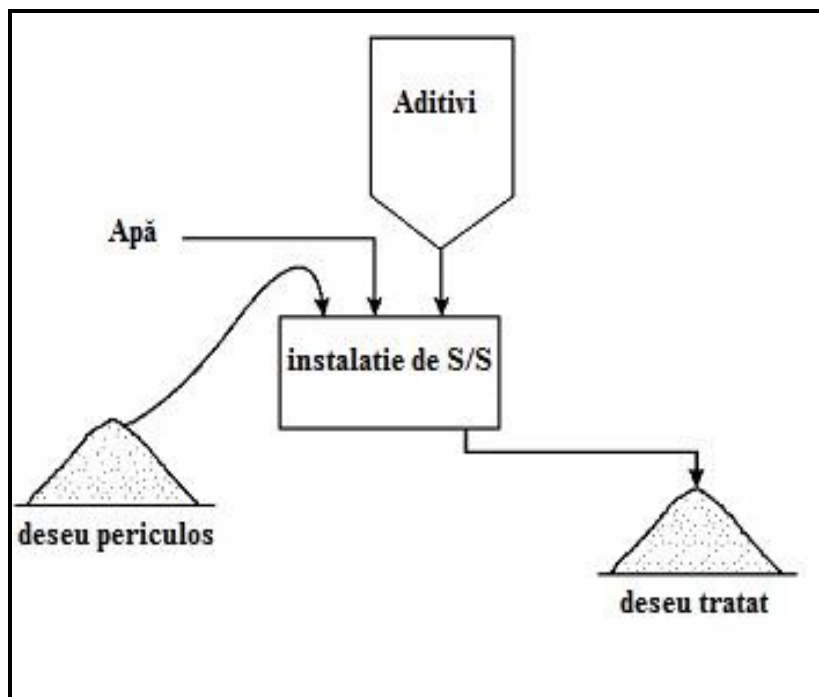 Aditivi
Apă
instalatie de S/S
deseu periculos
deseu tratat